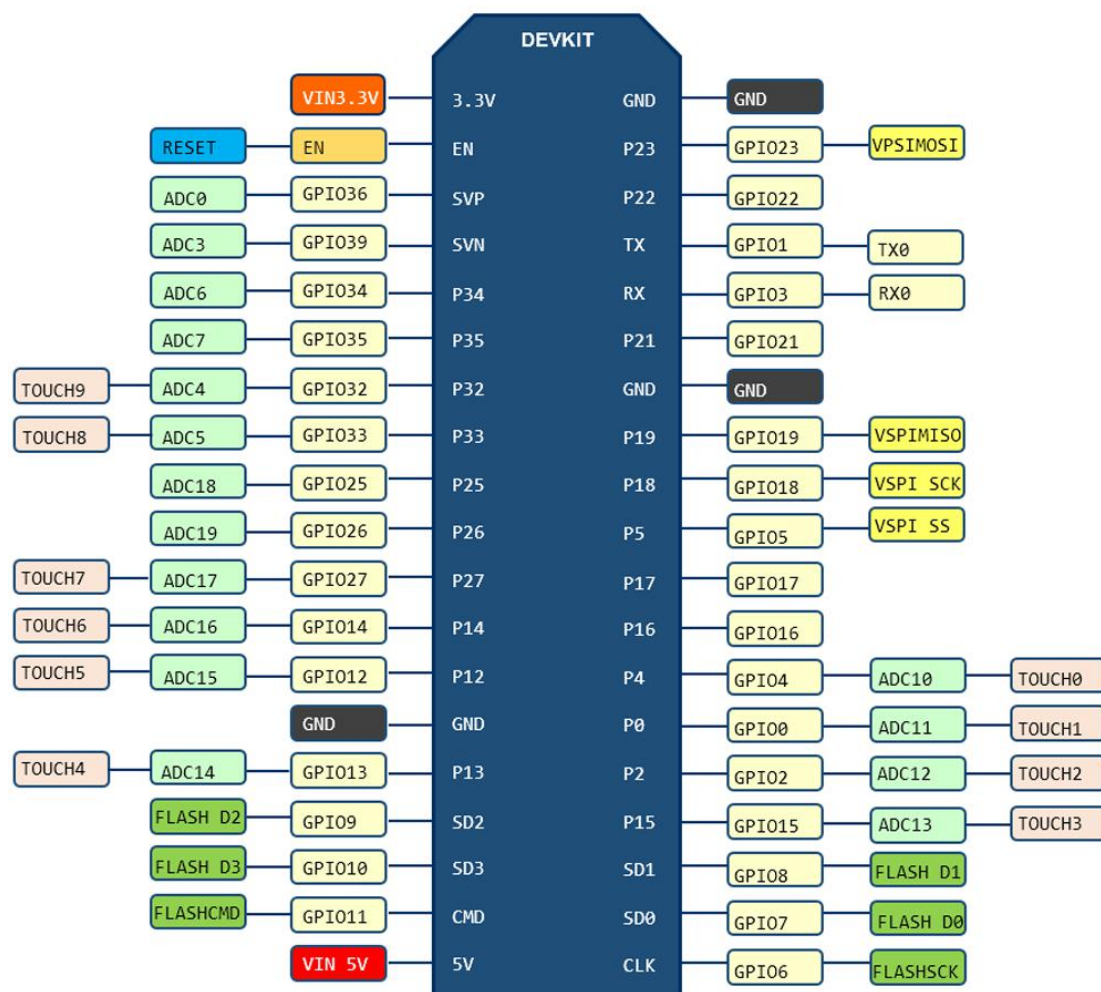 DEVKIT
VIN3.3V 3.3V GND GND
RESET EN EN P23 GPIO23 VPSIMOSI
ADC0 GPIO36 SVP P22 GPIO22
ADC3 GPIO39 SVN TX GPIO1 TX0
ADC6 GPIO34 P34 RX GPIO3 RX0
ADC7 GPIO35 P35 P21 GPIO21
TOUCH9 ADC4 GPIO32 P32 GND GND
TOUCH8 ADC5 GPIO33 P33 P19 GPIO19 VSPIMISO
ADC18 GPIO25 P25 P18 GPIO18 VSPI SCK
ADC19 GPIO26 P26 P5 GPIO5 VSPI SS
TOUCH7 ADC17 GPIO27 P27 P17 GPIO17
TOUCH6 ADC16 GPIO14 P14 P16 GPIO16
TOUCH5 ADC15 GPIO12 P12 P4 GPIO4 ADC10 TOUCH0
GND GND P0 GPIO0 ADC11 TOUCH1
TOUCH4 ADC14 GPIO13 P13 P2 GPIO2 ADC12 TOUCH2
FLASH D2 GPIO9 SD2 P15 GPIO15 ADC13 TOUCH3
FLASH D3 GPIO10 SD3 SD1 GPIO8 FLASH D1
FLASHCMD GPIO11 CMD SD0 GPIO7 FLASH D0
VIN 5V 5V CLK GPIO6 FLASHSCK